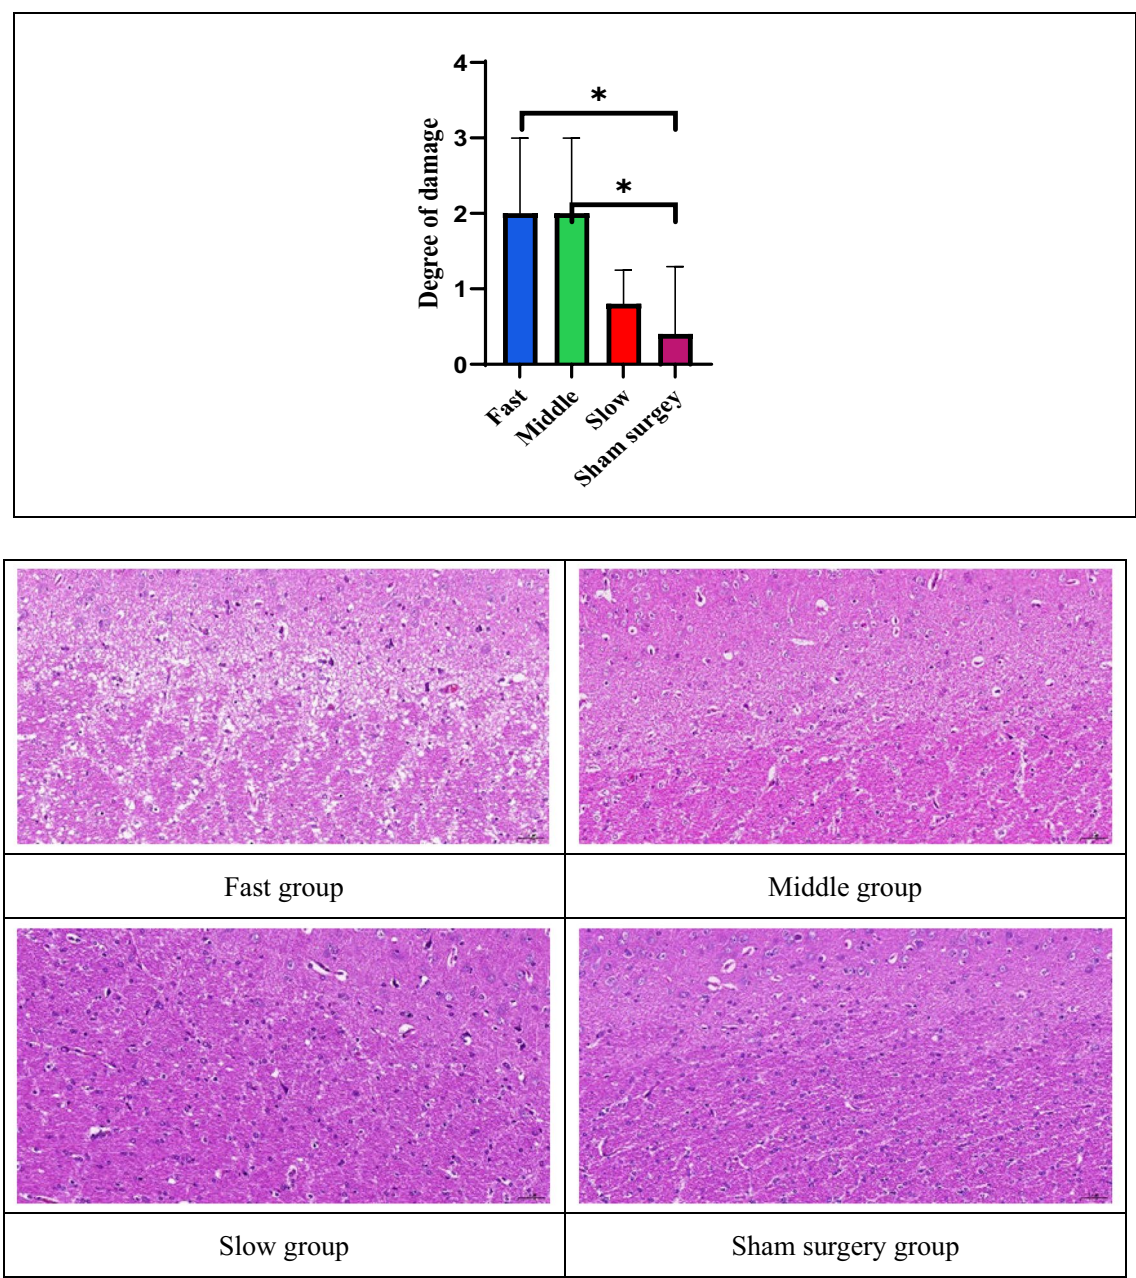 4
*
3
*
2
1
0
Degree of damage
Fast
Middle
Slow
Sham surgey
Fast group
Middle group
Slow group
Sham surgery group